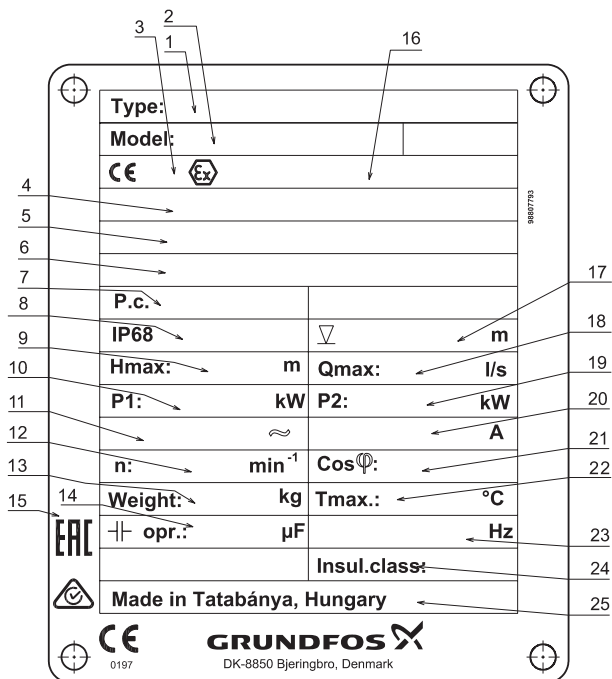 2
3 1 16
Type:
Model:
CE Ex
98807793
4
5
6
7 17
P.c.
8 18
IP68 m
9 19
Hmax: m Qmax: l/s
10 20
P1: kW P2: kW
11 21
A
12 22
n: min⁻¹ Cosφ:
13
Weight: kg Tmax.: °C
15 14 23
EAC opr.: µF Hz
24
Insul.class:
25
Made in Tatabánya, Hungary
CE
0197
GRUNDFOS
DK-8850 Bjeringbro, Denmark